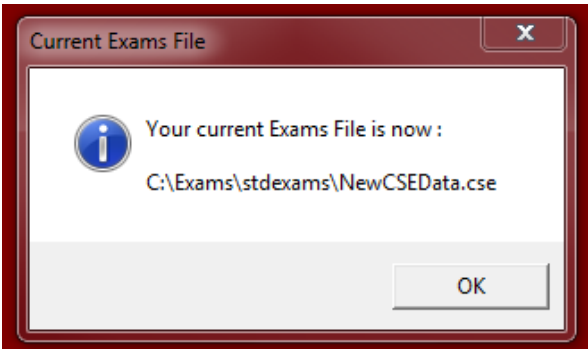 Current Exams File
x
Your current Exams File is now :
C:\Exams\stdexams\NewCSEData.cse
OK